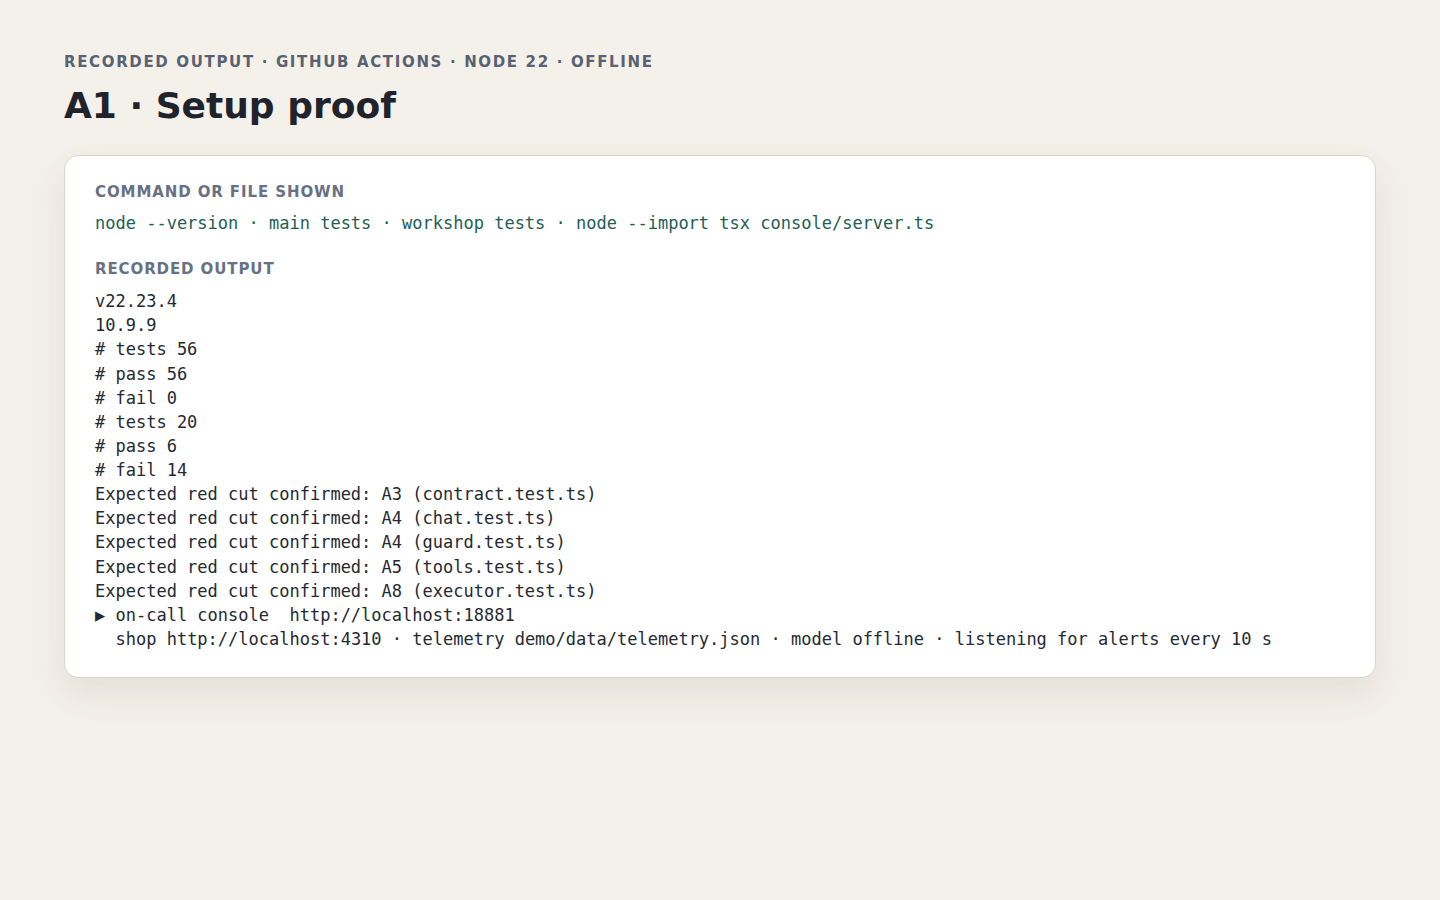 RECORDED OUTPUT · GITHUB ACTIONS · NODE 22 · OFFLINE
A1 · Setup proof
COMMAND OR FILE SHOWN
node --version · main tests · workshop tests · node --import tsx console/server.ts
RECORDED OUTPUT
v22.23.4
10.9.9
# tests 56
# pass 56
# fail 0
# tests 20
# pass 6
# fail 14
Expected red cut confirmed: A3 (contract.test.ts)
Expected red cut confirmed: A4 (chat.test.ts)
Expected red cut confirmed: A4 (guard.test.ts)
Expected red cut confirmed: A5 (tools.test.ts)
Expected red cut confirmed: A8 (executor.test.ts)
▶ on-call console  http://localhost:18881
shop http://localhost:4310 · telemetry demo/data/telemetry.json · model offline · listening for alerts every 10 s